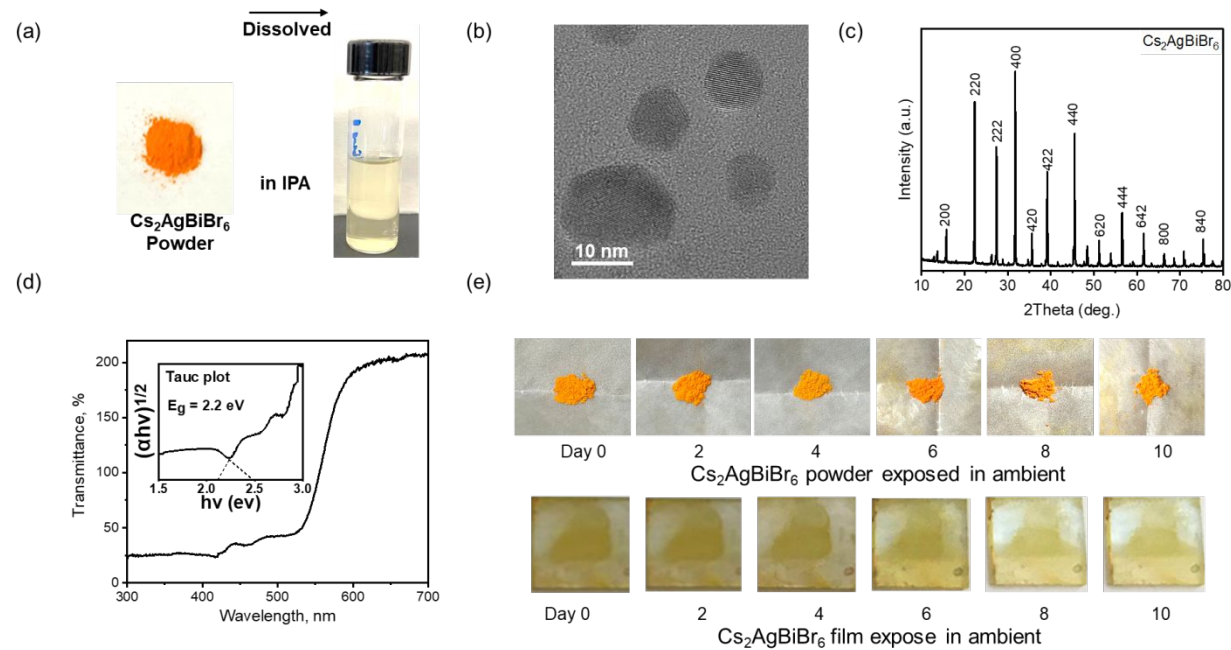 (a)
Dissolved
in IPA
Cs₂AgBiBr₆
Powder
(b)
10 nm
(c)
Cs₂AgBiBr₆
Intensity (a.u.)
200
220
222
400
420
422
440
620
444
642
800
840
10 20 30 40 50 60 70 80
2Theta (deg.)
(d)
Transmittance, %
200
150
100
50
0
300 400 500 600 700
Wavelength, nm
Tauc plot
Eg = 2.2 eV
(αhv)1/2
1.5 2.0 2.5 3.0
hv (ev)
(e)
Day 0 2 4 6 8 10
Cs₂AgBiBr₆ powder exposed in ambient
Day 0 2 4 6 8 10
Cs₂AgBiBr₆ film expose in ambient